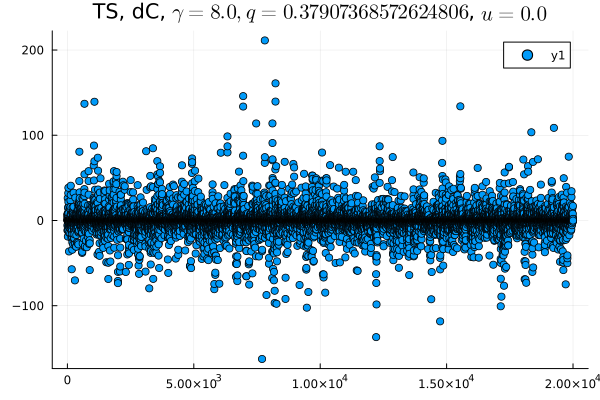 TS, dC, γ = 8.0, q = 0.37907368572624806, u = 0.0
y1
200
100
0
−100
0 5.00×10³ 1.00×10⁴ 1.50×10⁴ 2.00×10⁴